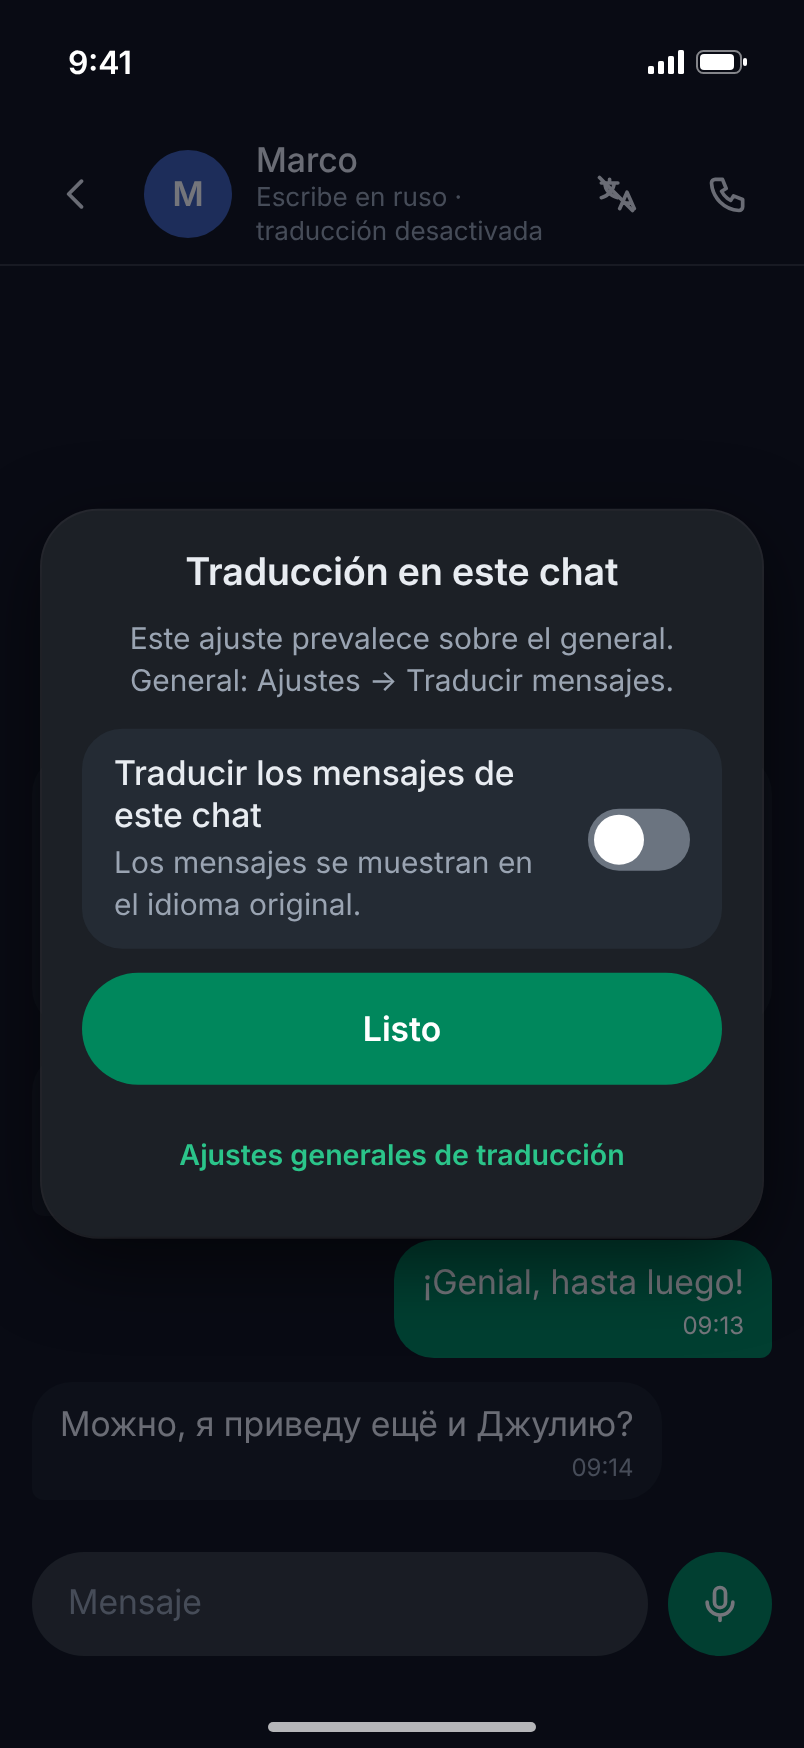 9:41
M
Marco
Escribe en ruso ·
traducción desactivada
Traducción en este chat
Este ajuste prevalece sobre el general.
General: Ajustes → Traducir mensajes.
Traducir los mensajes de
este chat
Los mensajes se muestran en
el idioma original.
Listo
Ajustes generales de traducción
¡Genial, hasta luego!
09:13
Можно, я приведу ещё и Джулию?
09:14
Mensaje